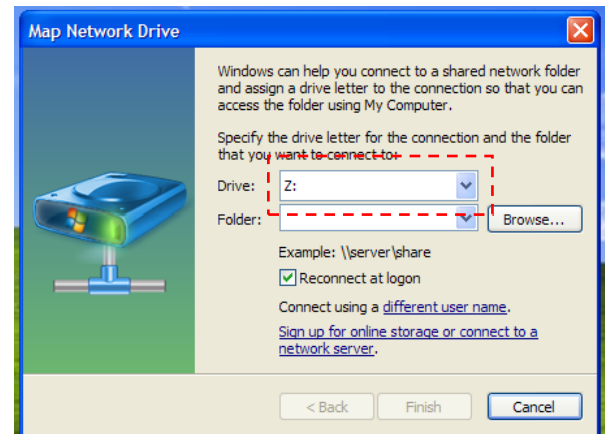 Map Network Drive
Windows can help you connect to a shared network folder
and assign a drive letter to the connection so that you can
access the folder using My Computer.
Specify the drive letter for the connection and the folder
that you want to connect to:
Drive: Z:
Folder: Browse...
Example: \\server\share
Reconnect at logon
Connect using a different user name.
Sign up for online storage or connect to a
network server.
< Back Finish Cancel